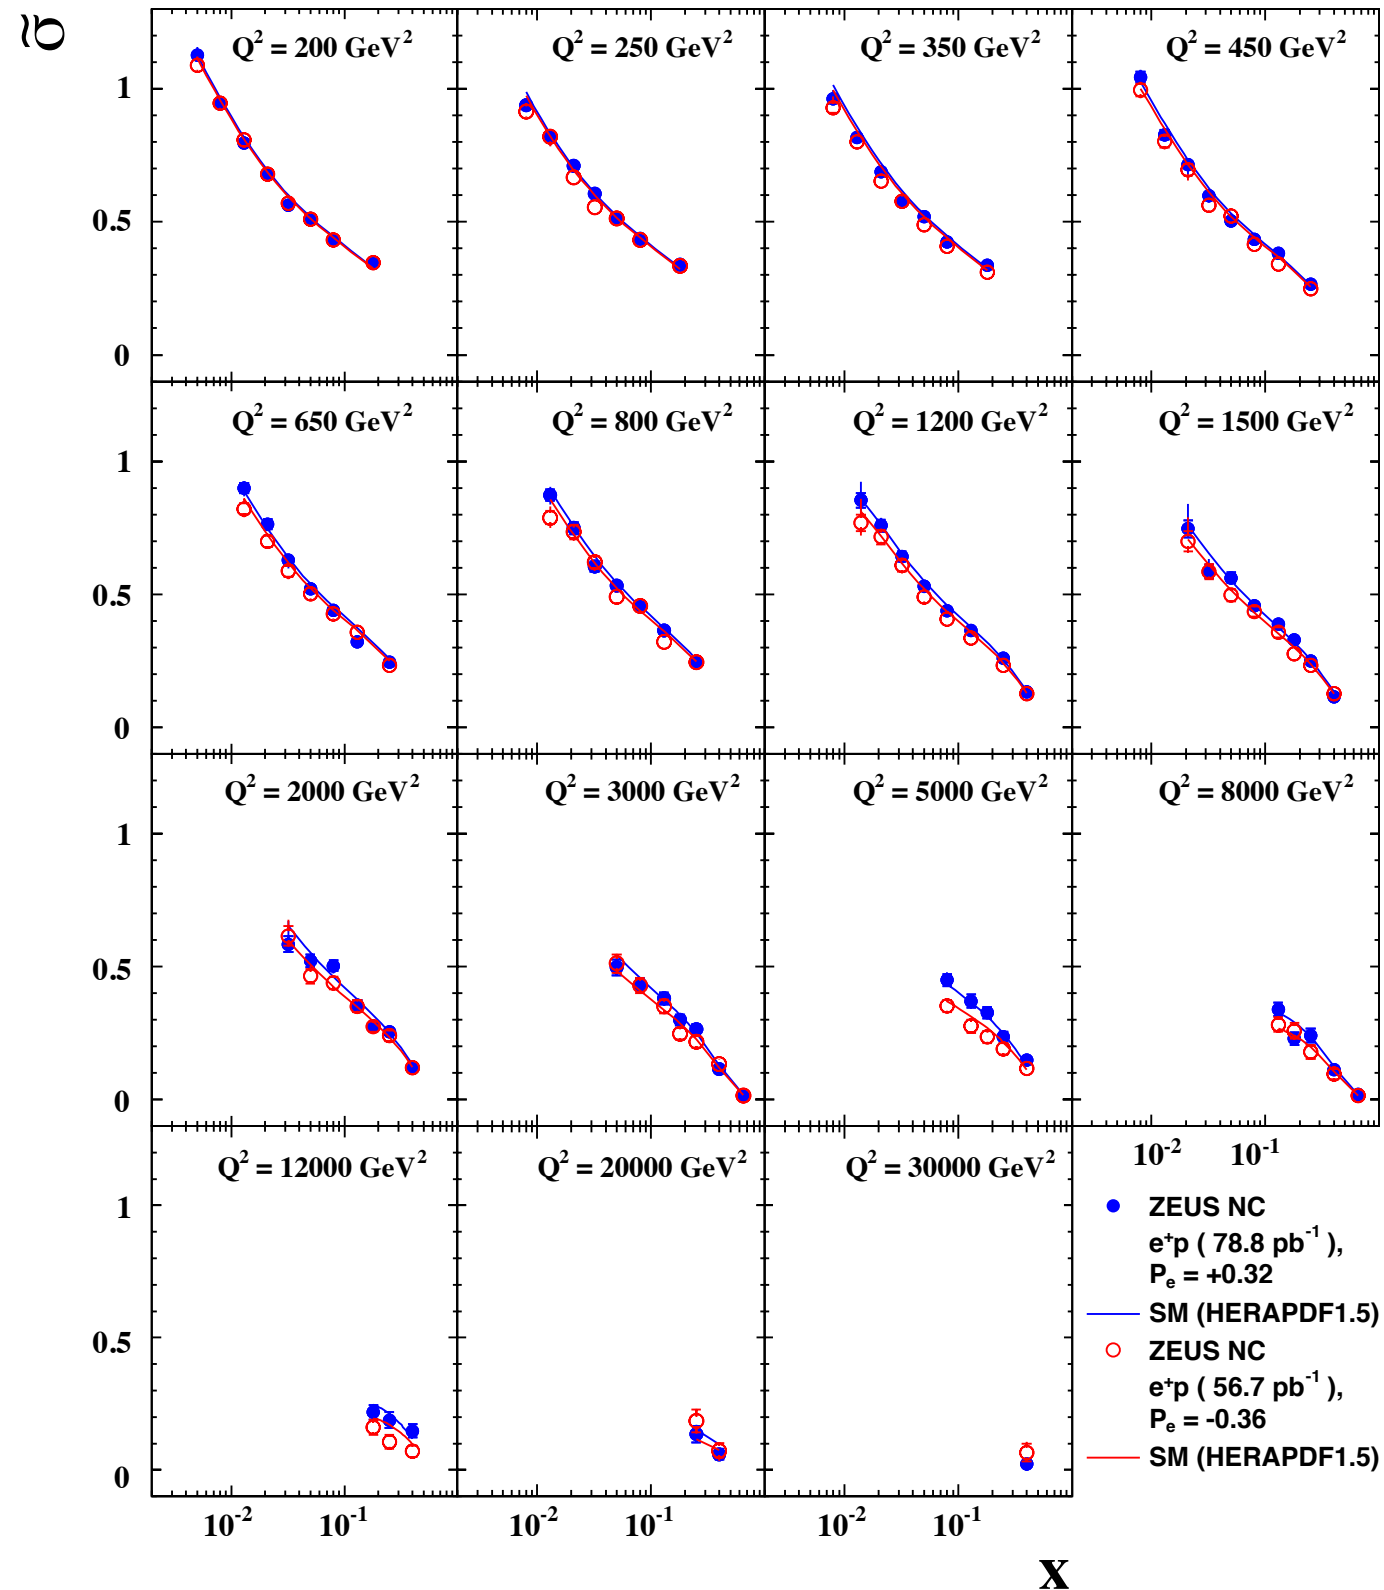 σ̃
Q² = 200 GeV²
Q² = 250 GeV²
Q² = 350 GeV²
Q² = 450 GeV²
1
0.5
0
Q² = 650 GeV²
Q² = 800 GeV²
Q² = 1200 GeV²
Q² = 1500 GeV²
1
0.5
0
Q² = 2000 GeV²
Q² = 3000 GeV²
Q² = 5000 GeV²
Q² = 8000 GeV²
1
0.5
0
10⁻² 10⁻¹
Q² = 12000 GeV²
Q² = 20000 GeV²
Q² = 30000 GeV²
1
0.5
0
10⁻² 10⁻¹
10⁻² 10⁻¹
10⁻² 10⁻¹
x
ZEUS NC
e⁺p ( 78.8 pb⁻¹ ),
Pₑ = +0.32
SM (HERAPDF1.5)
ZEUS NC
e⁺p ( 56.7 pb⁻¹ ),
Pₑ = -0.36
SM (HERAPDF1.5)